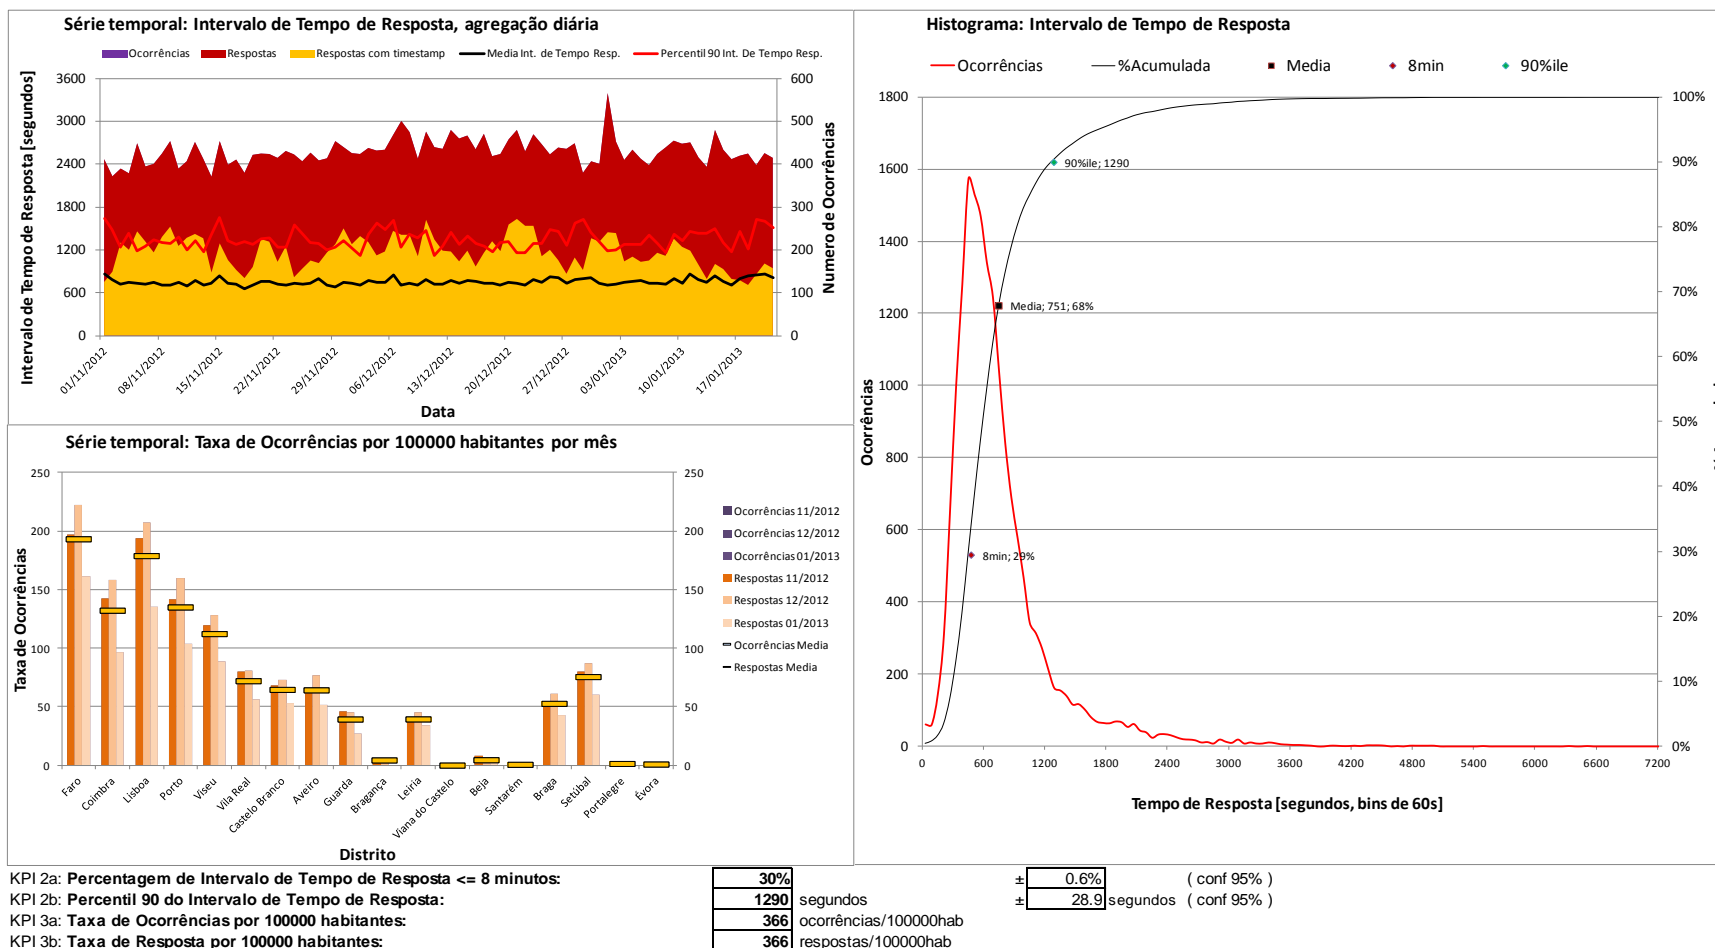 Série temporal: Intervalo de Tempo de Resposta, agregação diária
Ocorrências Respostas Respostas com timestamp Media Int. de Tempo Resp. Percentil 90 Int. De Tempo Resp.
Intervalo de Tempo de Resposta [segundos]
3600
3000
2400
1800
1200
600
0
600
500
400
300
200
100
0
Numero de Ocorrências
01/11/2012
08/11/2012
15/11/2012
22/11/2012
29/11/2012
06/12/2012
13/12/2012
20/12/2012
27/12/2012
03/01/2013
10/01/2013
17/01/2013
Data
Série temporal: Taxa de Ocorrências por 100000 habitantes por mês
Taxa de Ocorrências
250
200
150
100
50
0
250
200
150
100
50
0
Ocorrências 11/2012
Ocorrências 12/2012
Ocorrências 01/2013
Respostas 11/2012
Respostas 12/2012
Respostas 01/2013
Ocorrências Media
Respostas Media
Faro
Coimbra
Lisboa
Porto
Viseu
Vila Real
Castelo Branco
Aveiro
Guarda
Bragança
Leiria
Viana do Castelo
Beja
Santarém
Braga
Setúbal
Portalegre
Évora
Distrito
Histograma: Intervalo de Tempo de Resposta
Ocorrências %Acumulada Media 8min 90%ile
Ocorrências
1800
1600
1400
1200
1000
800
600
400
200
0
100%
90%
80%
70%
60%
50%
40%
30%
20%
10%
0%
90%ile; 1290
Media; 751; 68%
8min; 29%
0 600 1200 1800 2400 3000 3600 4200 4800 5400 6000 6600 7200
Tempo de Resposta [segundos, bins de 60s]
KPI 2a: Percentagem de Intervalo de Tempo de Resposta <= 8 minutos: 30% ± 0.6% ( conf 95% )
KPI 2b: Percentil 90 do Intervalo de Tempo de Resposta: 1290 segundos ± 28.9 segundos ( conf 95% )
KPI 3a: Taxa de Ocorrências por 100000 habitantes: 366 ocorrências/100000hab
KPI 3b: Taxa de Resposta por 100000 habitantes: 366 respostas/100000hab